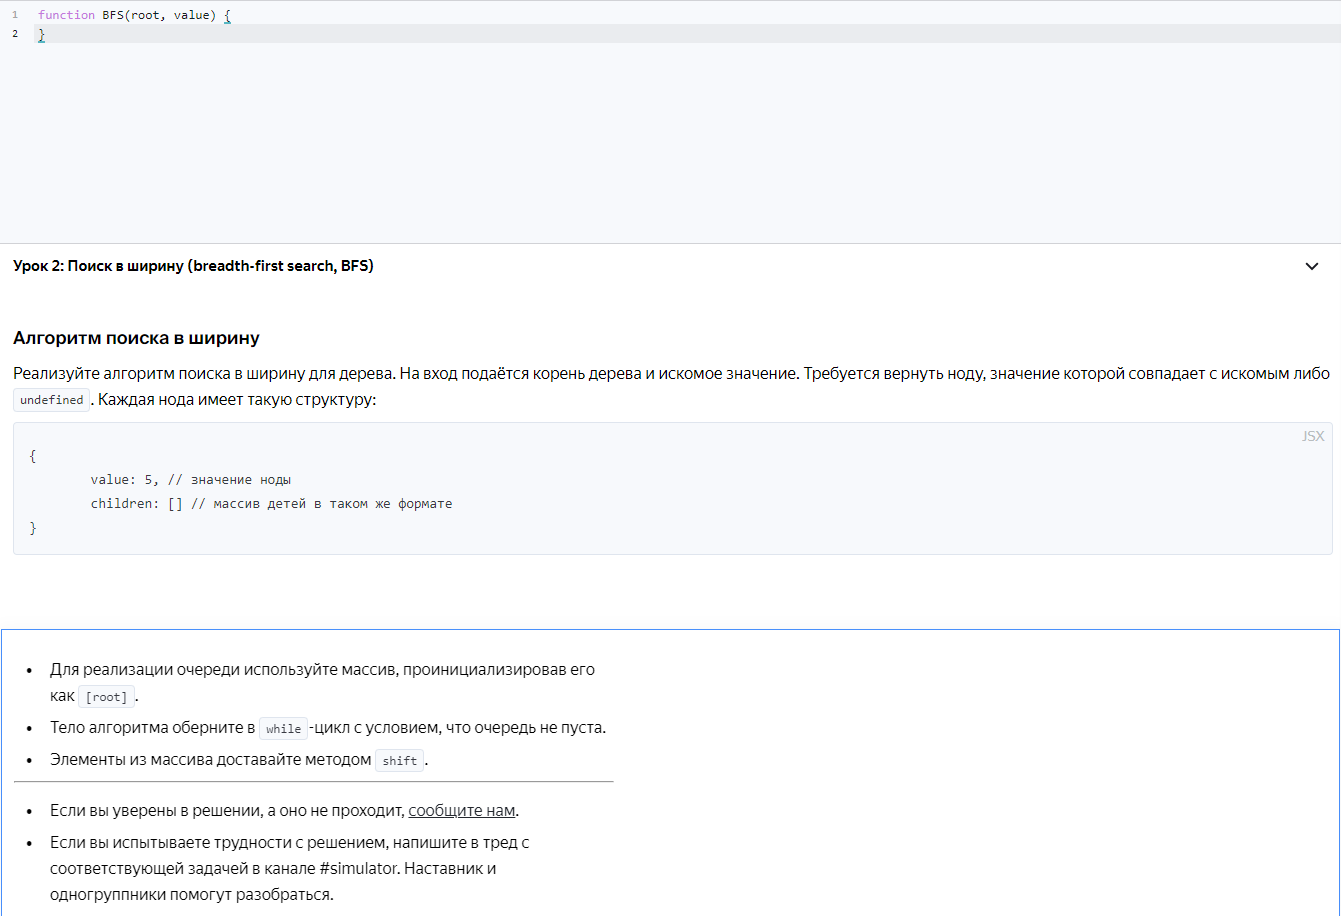 1 function BFS(root, value) {
2 }
Урок 2: Поиск в ширину (breadth-first search, BFS)
Алгоритм поиска в ширину
Реализуйте алгоритм поиска в ширину для дерева. На вход подаётся корень дерева и искомое значение. Требуется вернуть ноду, значение которой совпадает с искомым либо
undefined. Каждая нода имеет такую структуру:
JSX
{
value: 5, // значение ноды
children: [] // массив детей в таком же формате
}
• Для реализации очереди используйте массив, проинициализировав его
как [root].
• Тело алгоритма оберните в while-цикл с условием, что очередь не пуста.
• Элементы из массива доставайте методом shift.
• Если вы уверены в решении, а оно не проходит, сообщите нам.
• Если вы испытываете трудности с решением, напишите в тред с
соответствующей задачей в канале #simulator. Наставник и
одногруппники помогут разобраться.